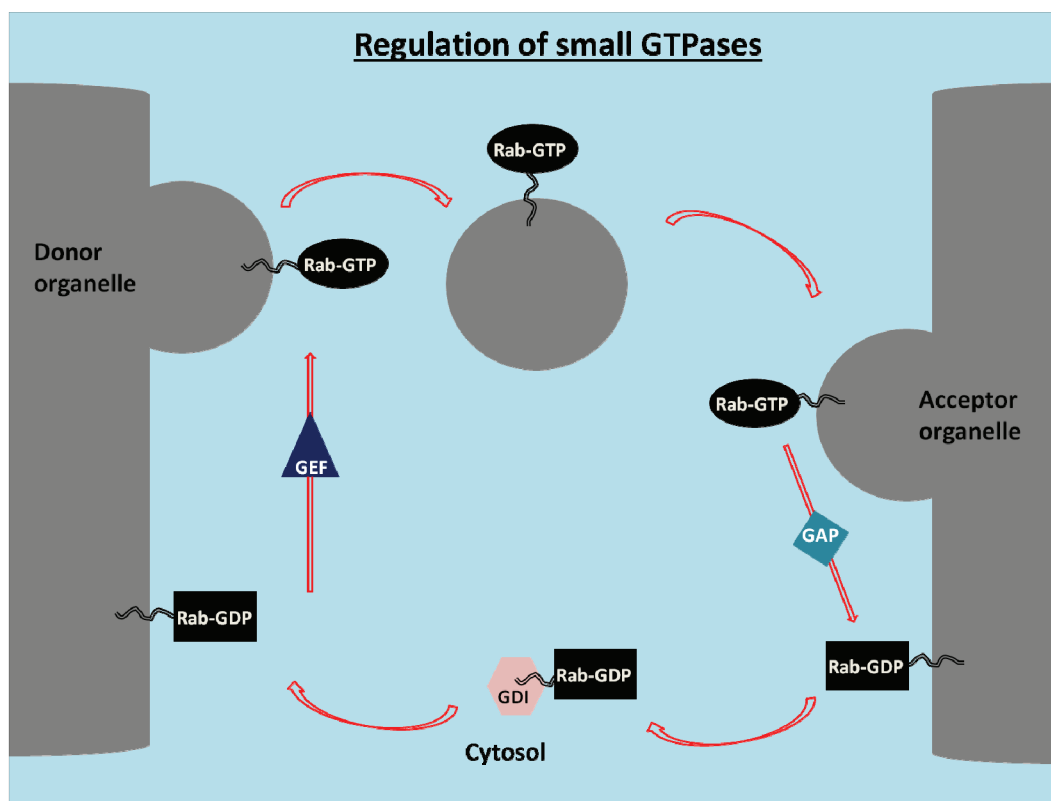 Regulation of small GTPases
Rab-GTP
Donor
organelle
Rab-GTP
Rab-GTP
Acceptor
organelle
GEF
GAP
Rab-GDP
Rab-GDP
Rab-GDP
GDI
Cytosol